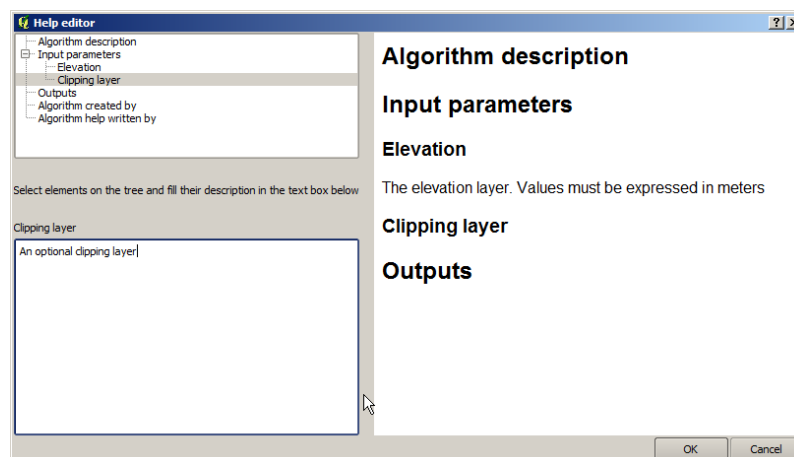 Help editor
Algorithm description
Input parameters
Elevation
Clipping layer
Outputs
Algorithm created by
Algorithm help written by
Select elements on the tree and fill their description in the text box below
Clipping layer
An optional clipping layer
Algorithm description
Input parameters
Elevation
The elevation layer. Values must be expressed in meters
Clipping layer
Outputs
OK
Cancel